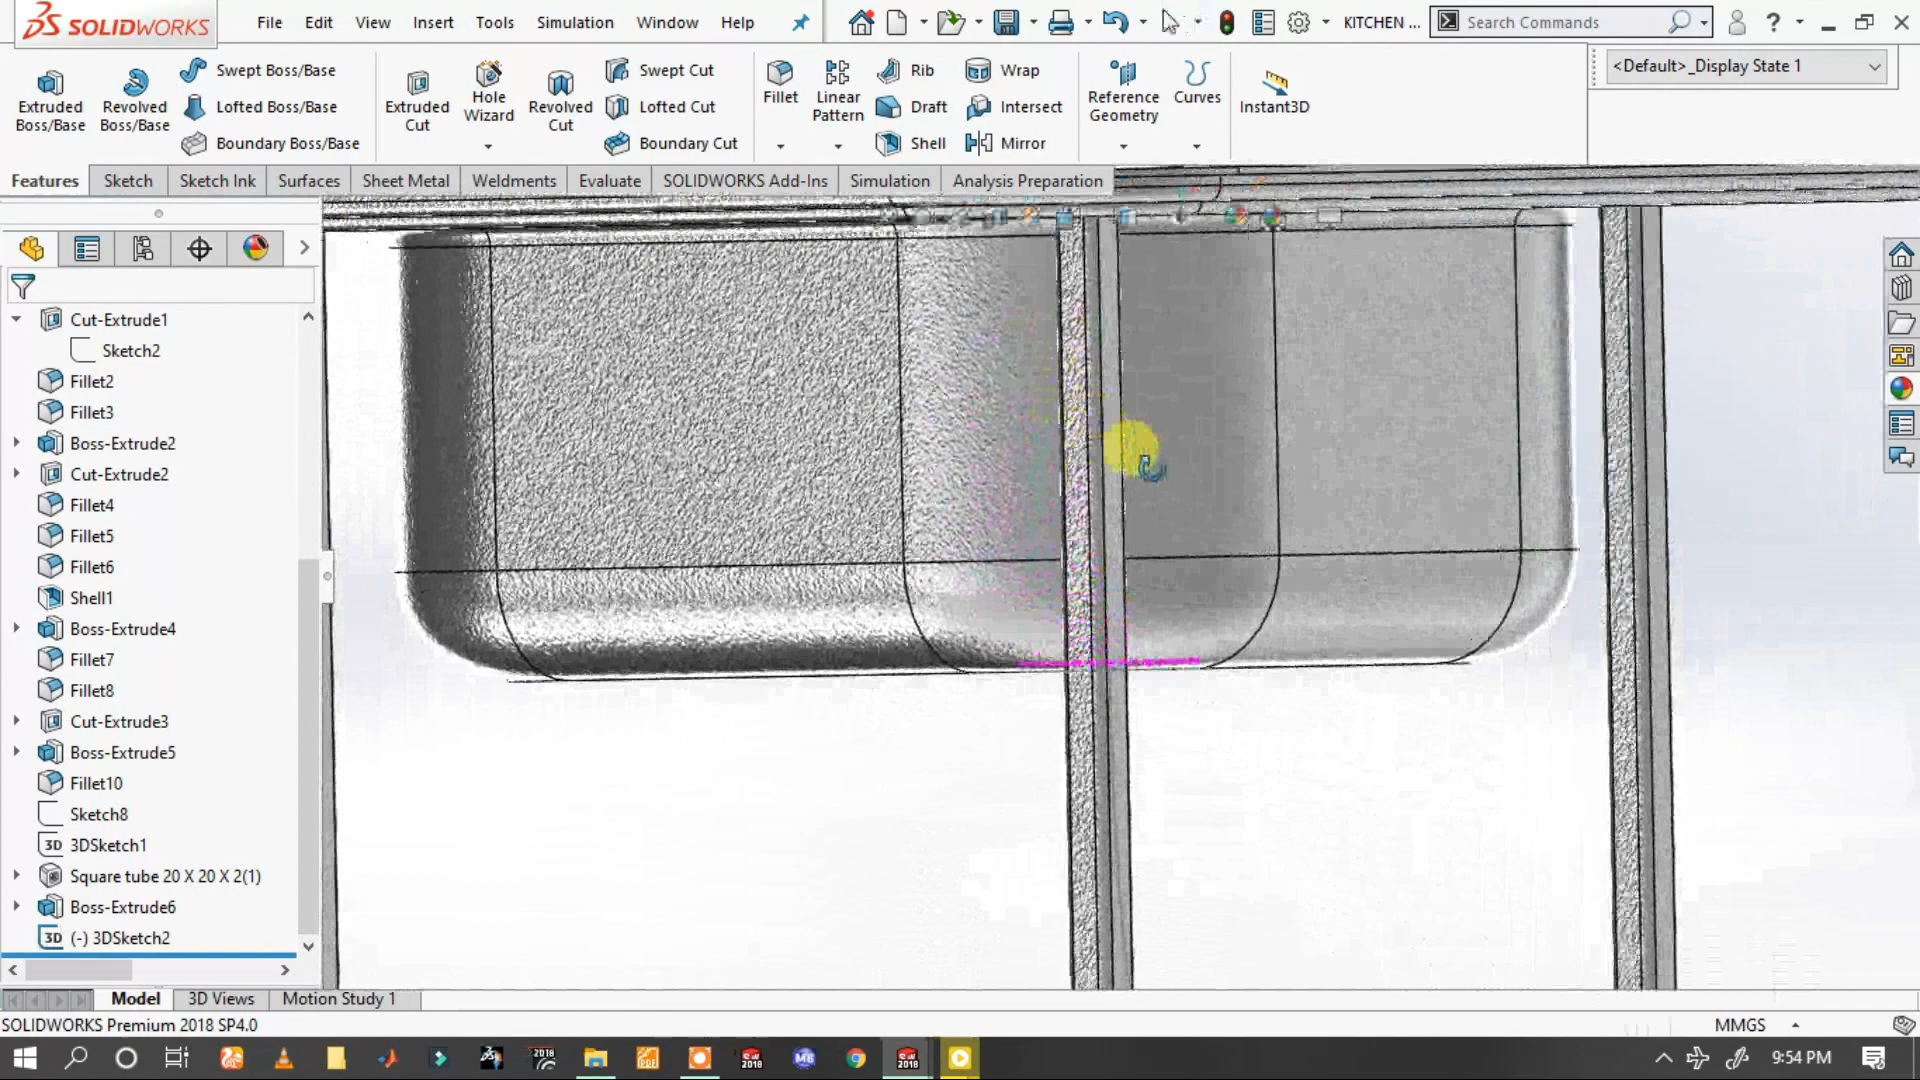 SOLIDWORKS
File Edit View Insert Tools Simulation Window Help
KITCHEN ...
Search Commands
Extruded Boss/Base
Revolved Boss/Base
Swept Boss/Base
Lofted Boss/Base
Boundary Boss/Base
Extruded Cut
Hole Wizard
Revolved Cut
Swept Cut
Lofted Cut
Boundary Cut
Fillet
Linear Pattern
Rib
Draft
Shell
Wrap
Intersect
Mirror
Reference Geometry
Curves
Instant3D
<Default>_Display State 1
Features Sketch Sketch Ink Surfaces Sheet Metal Weldments Evaluate SOLIDWORKS Add-Ins Simulation Analysis Preparation
Cut-Extrude1
Sketch2
Fillet2
Fillet3
Boss-Extrude2
Cut-Extrude2
Fillet4
Fillet5
Fillet6
Shell1
Boss-Extrude4
Fillet7
Fillet8
Cut-Extrude3
Boss-Extrude5
Fillet10
Sketch8
3D 3DSketch1
Square tube 20 X 20 X 2(1)
Boss-Extrude6
3D (-) 3DSketch2
Model 3D Views Motion Study 1
SOLIDWORKS Premium 2018 SP4.0
MMGS
9:54 PM